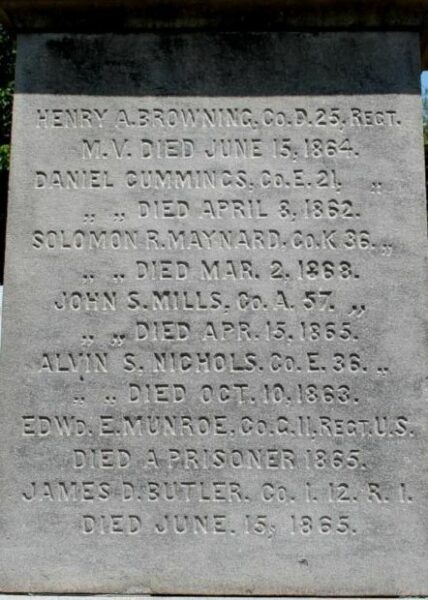 HENRY A. BROWNING. CO. D. 25, REGT.
M.V. DIED JUNE 15, 1864.
DANIEL CUMMINGS, CO. E. 21, „
„ „ DIED APRIL 3, 1862.
SOLOMON R. MAYNARD, CO. K 36. „
„ „ DIED MAR. 2, 1863.
JOHN S. MILLS, CO. A. 57. „
„ „ DIED APR. 15, 1865.
ALVIN S. NICHOLS. CO. E. 36. „
„ „ DIED OCT. 10. 1863.
EDWD. E. MUNROE. CO. G. 11, REGT. U.S.
DIED A PRISONER 1865.
JAMES D. BUTLER. CO. I. 12. R. I.
DIED JUNE. 15, 1865.